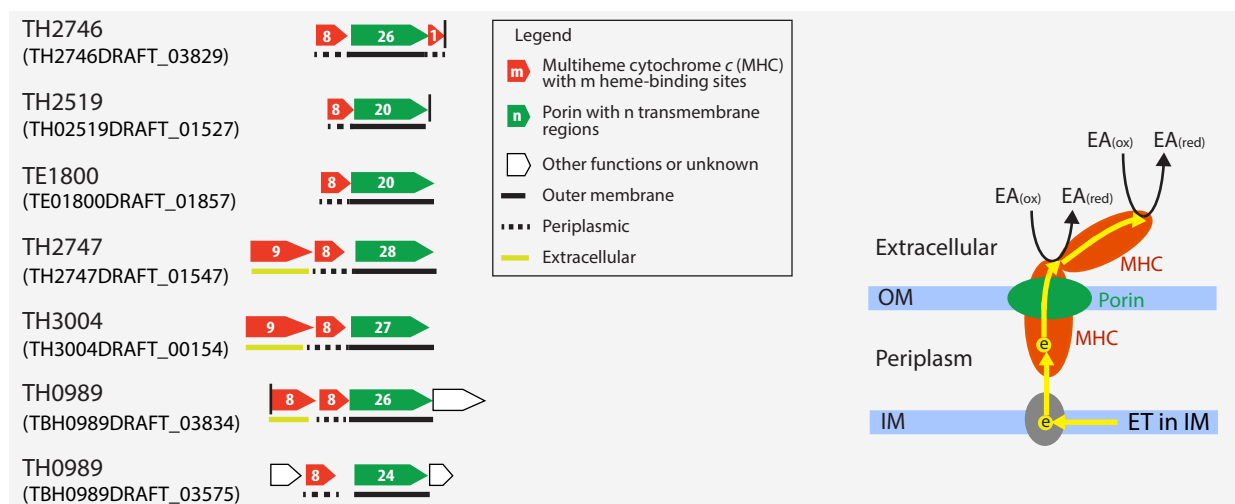 TH2746
(TH2746DRAFT_03829)
8 26 1
TH2519
(TH02519DRAFT_01527)
8 20
TE1800
(TE01800DRAFT_01857)
8 20
TH2747
(TH2747DRAFT_01547)
9 8 28
TH3004
(TH3004DRAFT_00154)
9 8 27
TH0989
(TBH0989DRAFT_03834)
8 8 26
TH0989
(TBH0989DRAFT_03575)
8 24
Legend
m Multiheme cytochrome c (MHC)
with m heme-binding sites
n Porin with n transmembrane
regions
Other functions or unknown
Outer membrane
Periplasmic
Extracellular
EA(ox) EA(red)
EA(ox) EA(red)
Extracellular
MHC
OM
Porin
MHC
e
Periplasm
IM
e
ET in IM